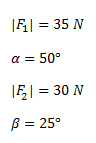 |F₁| = 35 N
α = 50°
|F₂| = 30 N
β = 25°